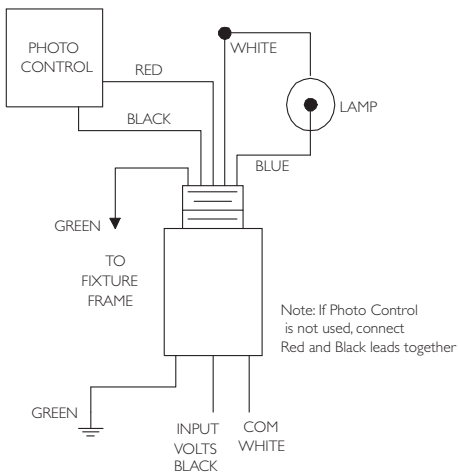 PHOTO
CONTROL
WHITE
RED
LAMP
BLACK
BLUE
GREEN
TO
FIXTURE
FRAME
Note: If Photo Control
is not used, connect
Red and Black leads together
GREEN
INPUT
VOLTS
BLACK
COM
WHITE